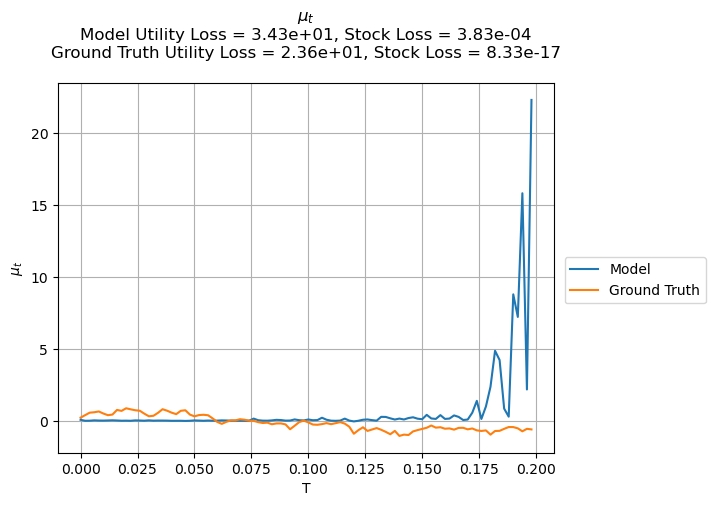 μt
Model Utility Loss = 3.43e+01, Stock Loss = 3.83e-04
Ground Truth Utility Loss = 2.36e+01, Stock Loss = 8.33e-17
20
15
10
5
0
μt
0.000 0.025 0.050 0.075 0.100 0.125 0.150 0.175 0.200
T
Model
Ground Truth